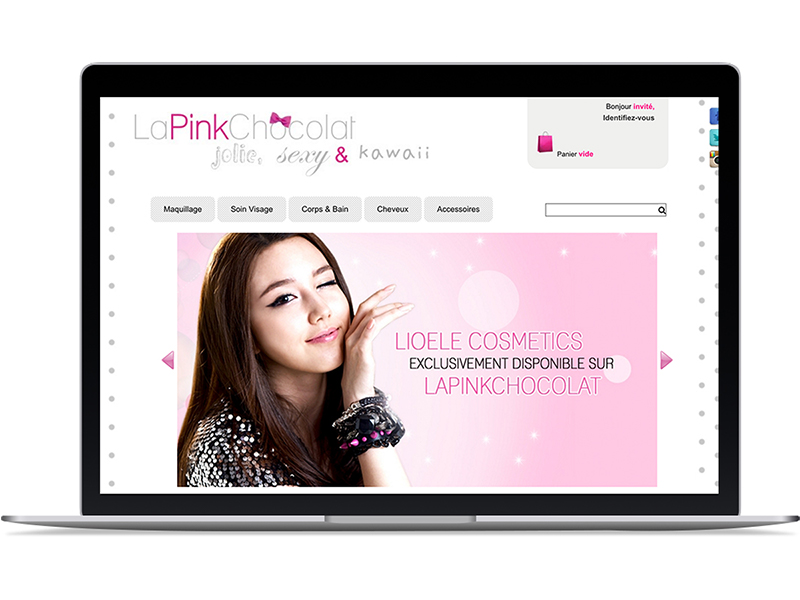 LaPinkChocolat
jolie, sexy & kawaii
Bonjour invité,
Identifiez-vous
Panier vide
Maquillage
Soin Visage
Corps & Bain
Cheveux
Accessoires
LIOELE COSMETICS
EXCLUSIVEMENT DISPONIBLE SUR
LAPINKCHOCOLAT